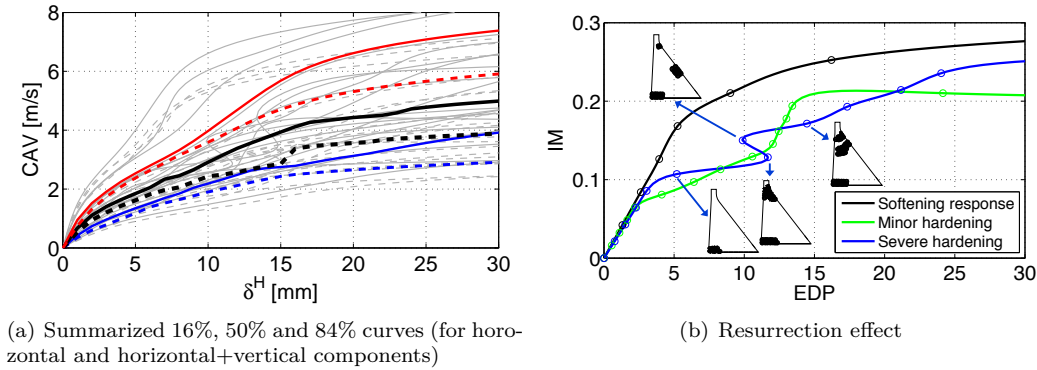 8
6
4
2
0
0 5 10 15 20 25 30
CAV [m/s]
δ^H [mm]
(a) Summarized 16%, 50% and 84% curves (for horo-
zontal and horizontal+vertical components)
0.3
0.2
0.1
0
0 5 10 15 20 25 30
IM
EDP
Softening response
Minor hardening
Severe hardening
(b) Resurrection effect